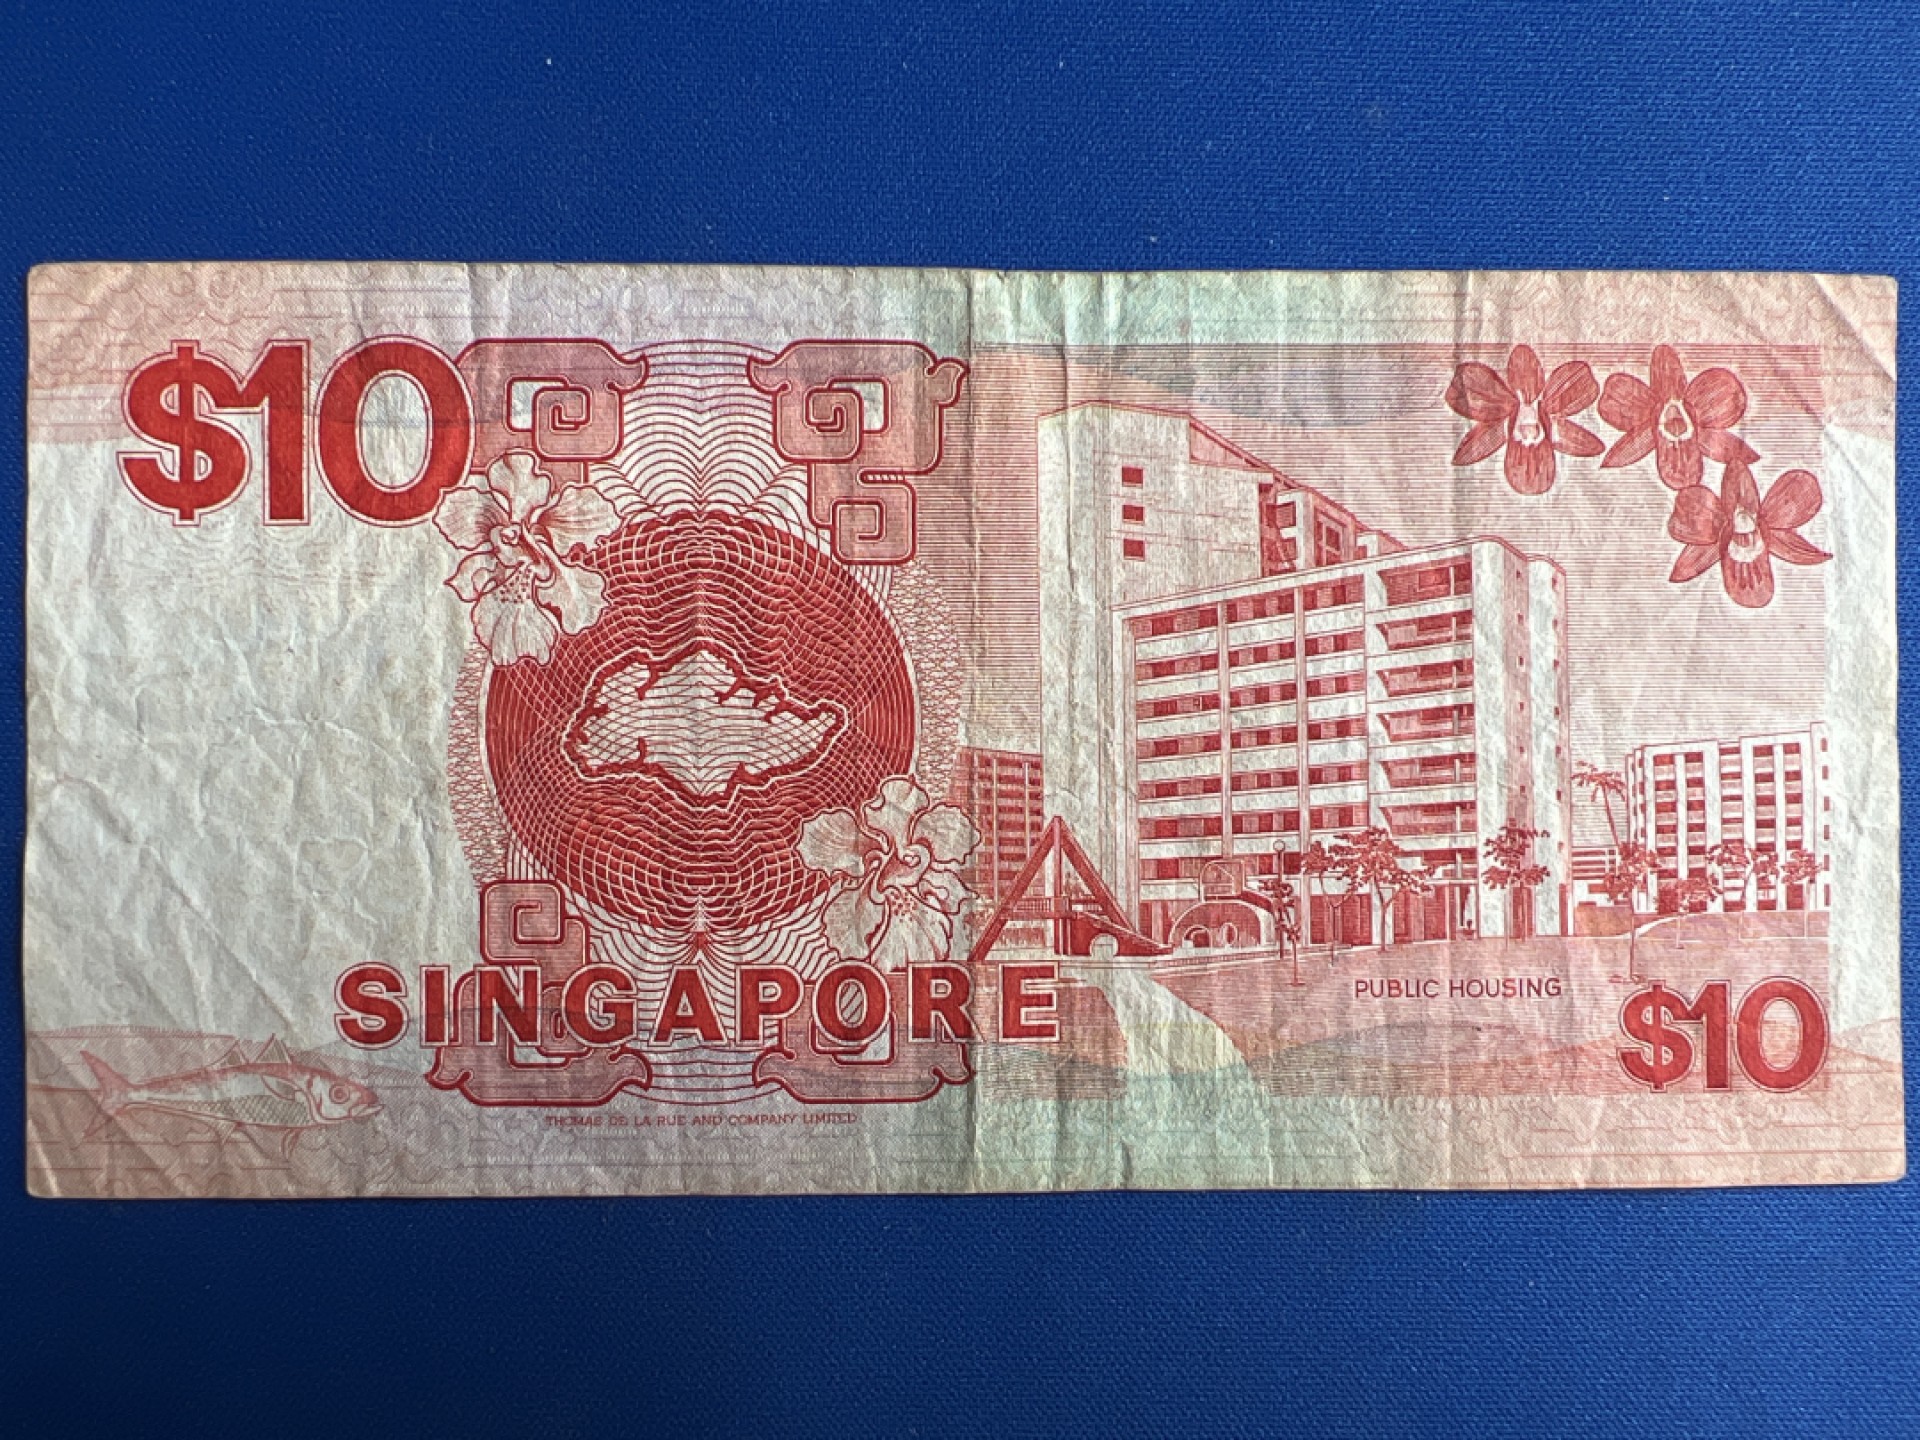 $10
SINGAPORE
THOMAS DE LA RUE AND COMPANY LIMITED
PUBLIC HOUSING
$10